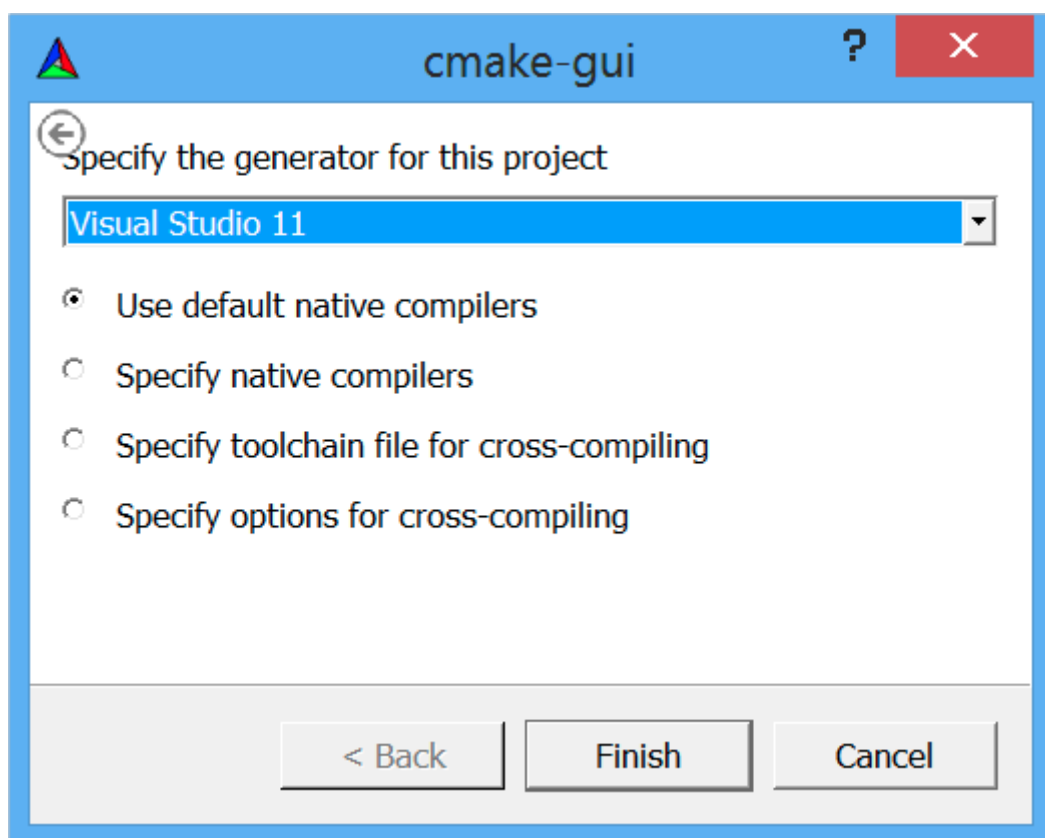 cmake-gui
?
Specify the generator for this project
Visual Studio 11
Use default native compilers
Specify native compilers
Specify toolchain file for cross-compiling
Specify options for cross-compiling
< Back
Finish
Cancel